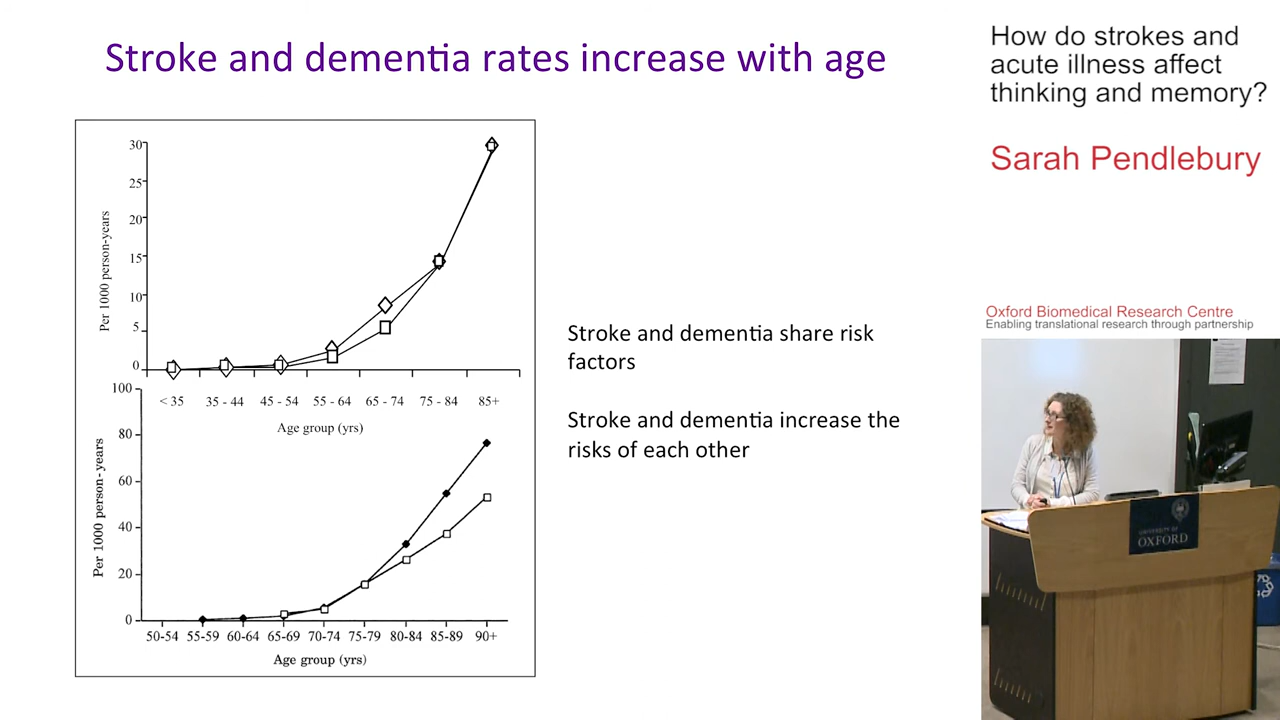 Stroke and dementia rates increase with age
30
25
20
15
10
5
0
Per 1000 person-years
< 35 35 - 44 45 - 54 55 - 64 65 - 74 75 - 84 85+
Age group (yrs)
100
80
60
40
20
0
Per 1000 person-years
50-54 55-59 60-64 65-69 70-74 75-79 80-84 85-89 90+
Age group (yrs)
Stroke and dementia share risk
factors
Stroke and dementia increase the
risks of each other
How do strokes and
acute illness affect
thinking and memory?
Sarah Pendlebury
Oxford Biomedical Research Centre
Enabling translational research through partnership
UNIVERSITY OF
OXFORD